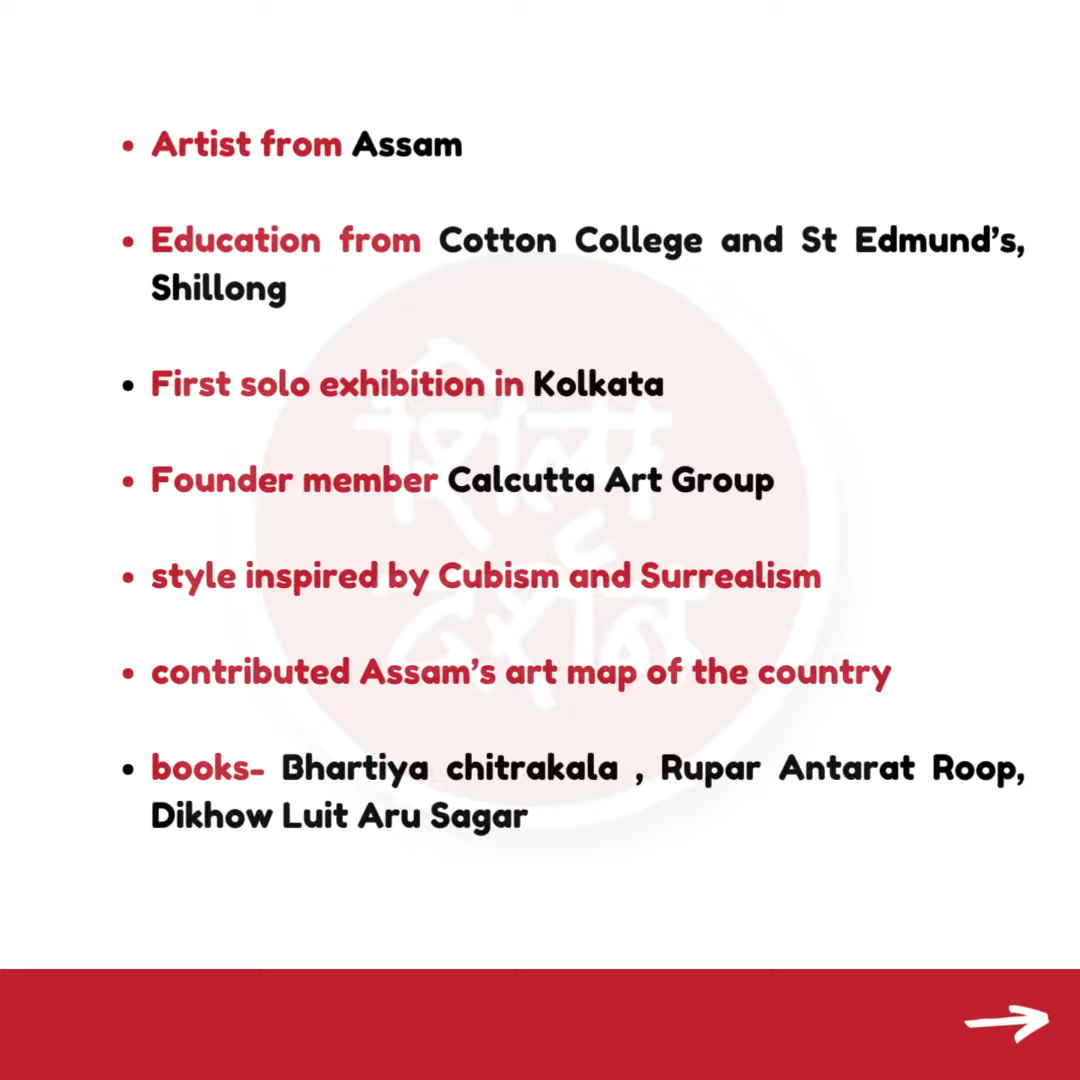 Artist from Assam
Education from Cotton College and St Edmund's,
Shillong
First solo exhibition in Kolkata
Founder member Calcutta Art Group
style inspired by Cubism and Surrealism
contributed Assam's art map of the country
books- Bhartiya chitrakala , Rupar Antarat Roop,
Dikhow Luit Aru Sagar